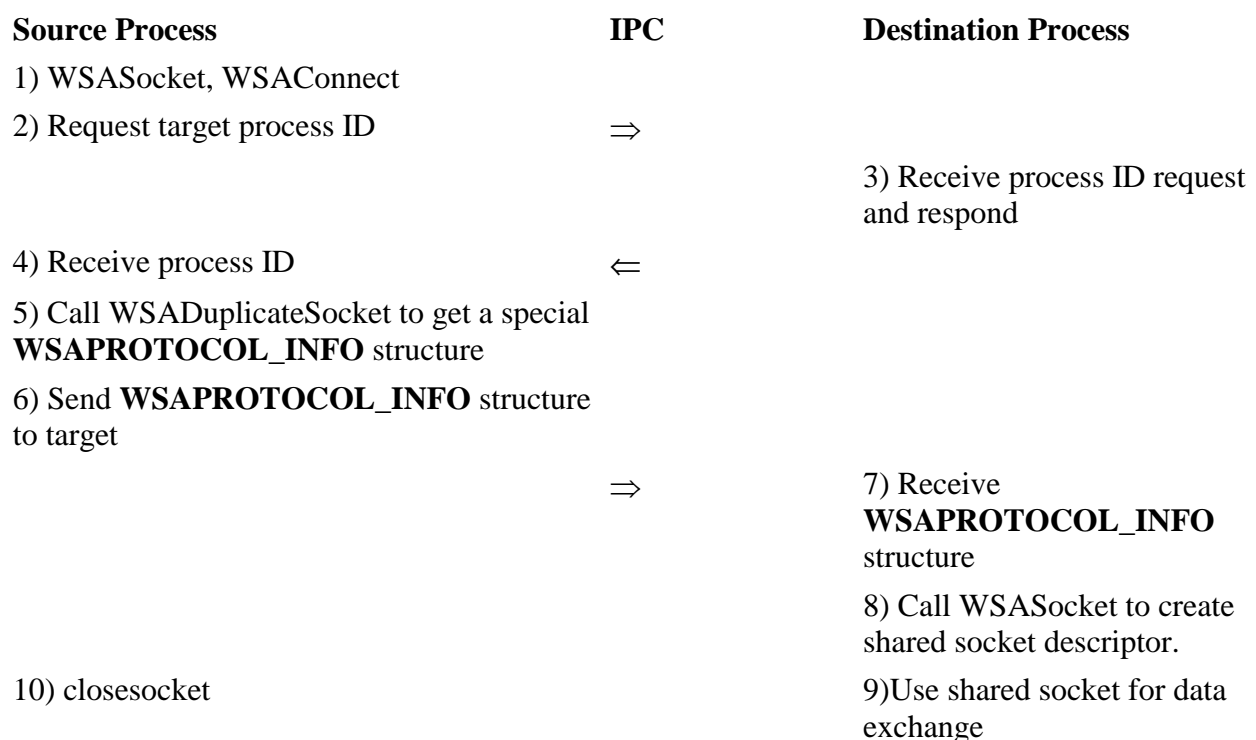 Source Process IPC Destination Process
1) WSASocket, WSAConnect
2) Request target process ID ⇒
3) Receive process ID request
and respond
4) Receive process ID ⇐
5) Call WSADuplicateSocket to get a special
WSAPROTOCOL_INFO structure
6) Send WSAPROTOCOL_INFO structure
to target
⇒ 7) Receive
WSAPROTOCOL_INFO
structure
8) Call WSASocket to create
shared socket descriptor.
10) closesocket 9)Use shared socket for data
exchange